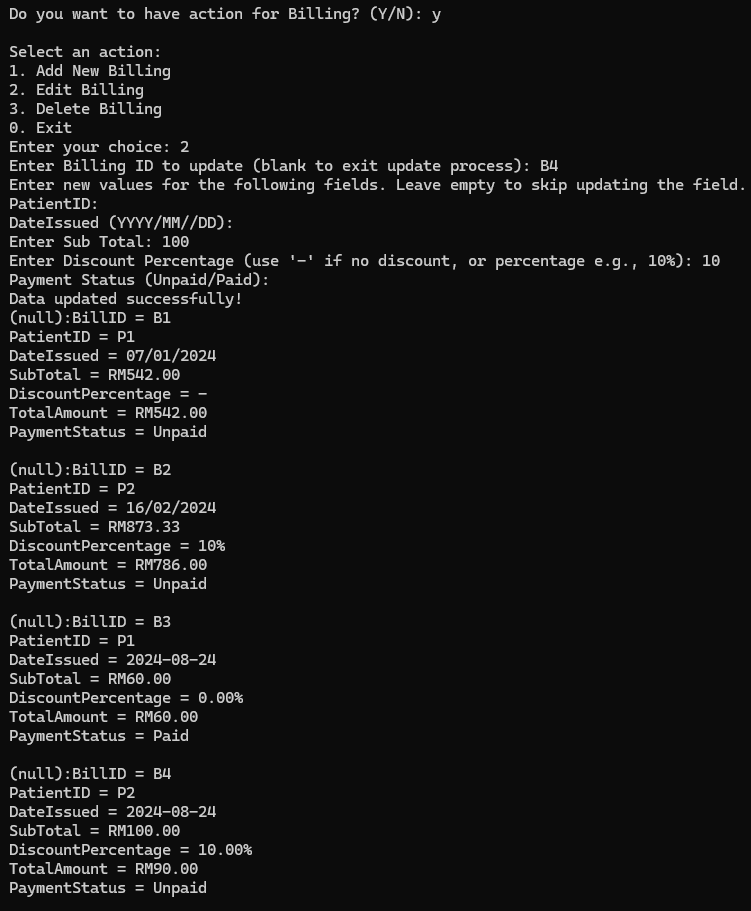 Do you want to have action for Billing? (Y/N): y
Select an action:
1. Add New Billing
2. Edit Billing
3. Delete Billing
0. Exit
Enter your choice: 2
Enter Billing ID to update (blank to exit update process): B4
Enter new values for the following fields. Leave empty to skip updating the field.
PatientID:
DateIssued (YYYY/MM//DD):
Enter Sub Total: 100
Enter Discount Percentage (use '-' if no discount, or percentage e.g., 10%): 10
Payment Status (Unpaid/Paid):
Data updated successfully!
(null):BillID = B1
PatientID = P1
DateIssued = 07/01/2024
SubTotal = RM542.00
DiscountPercentage = -
TotalAmount = RM542.00
PaymentStatus = Unpaid
(null):BillID = B2
PatientID = P2
DateIssued = 16/02/2024
SubTotal = RM873.33
DiscountPercentage = 10%
TotalAmount = RM786.00
PaymentStatus = Unpaid
(null):BillID = B3
PatientID = P1
DateIssued = 2024-08-24
SubTotal = RM60.00
DiscountPercentage = 0.00%
TotalAmount = RM60.00
PaymentStatus = Paid
(null):BillID = B4
PatientID = P2
DateIssued = 2024-08-24
SubTotal = RM100.00
DiscountPercentage = 10.00%
TotalAmount = RM90.00
PaymentStatus = Unpaid